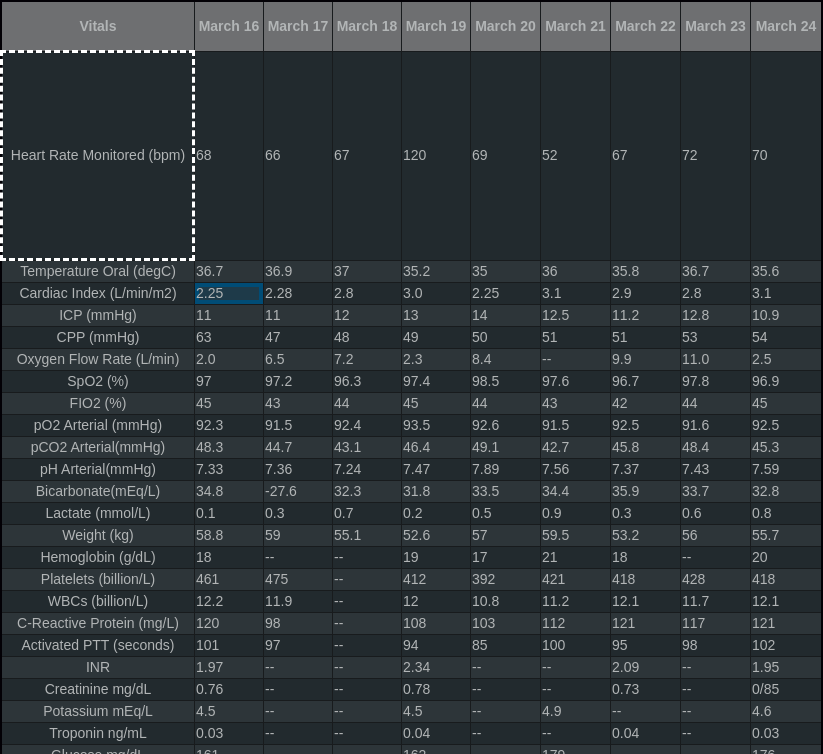 Vitals March 16 March 17 March 18 March 19 March 20 March 21 March 22 March 23 March 24
Heart Rate Monitored (bpm) 68 66 67 120 69 52 67 72 70
Temperature Oral (degC) 36.7 36.9 37 35.2 35 36 35.8 36.7 35.6
Cardiac Index (L/min/m2) 2.25 2.28 2.8 3.0 2.25 3.1 2.9 2.8 3.1
ICP (mmHg) 11 11 12 13 14 12.5 11.2 12.8 10.9
CPP (mmHg) 63 47 48 49 50 51 51 53 54
Oxygen Flow Rate (L/min) 2.0 6.5 7.2 2.3 8.4 -- 9.9 11.0 2.5
SpO2 (%) 97 97.2 96.3 97.4 98.5 97.6 96.7 97.8 96.9
FIO2 (%) 45 43 44 45 44 43 42 44 45
pO2 Arterial (mmHg) 92.3 91.5 92.4 93.5 92.6 91.5 92.5 91.6 92.5
pCO2 Arterial(mmHg) 48.3 44.7 43.1 46.4 49.1 42.7 45.8 48.4 45.3
pH Arterial(mmHg) 7.33 7.36 7.24 7.47 7.89 7.56 7.37 7.43 7.59
Bicarbonate(mEq/L) 34.8 -27.6 32.3 31.8 33.5 34.4 35.9 33.7 32.8
Lactate (mmol/L) 0.1 0.3 0.7 0.2 0.5 0.9 0.3 0.6 0.8
Weight (kg) 58.8 59 55.1 52.6 57 59.5 53.2 56 55.7
Hemoglobin (g/dL) 18 -- -- 19 17 21 18 -- 20
Platelets (billion/L) 461 475 -- 412 392 421 418 428 418
WBCs (billion/L) 12.2 11.9 -- 12 10.8 11.2 12.1 11.7 12.1
C-Reactive Protein (mg/L) 120 98 -- 108 103 112 121 117 121
Activated PTT (seconds) 101 97 -- 94 85 100 95 98 102
INR 1.97 -- -- 2.34 -- -- 2.09 -- 1.95
Creatinine mg/dL 0.76 -- -- 0.78 -- -- 0.73 -- 0/85
Potassium mEq/L 4.5 -- -- 4.5 -- 4.9 -- -- 4.6
Troponin ng/mL 0.03 -- -- 0.04 -- -- 0.04 -- 0.03
Glucose mg/dL 161 162 170 176